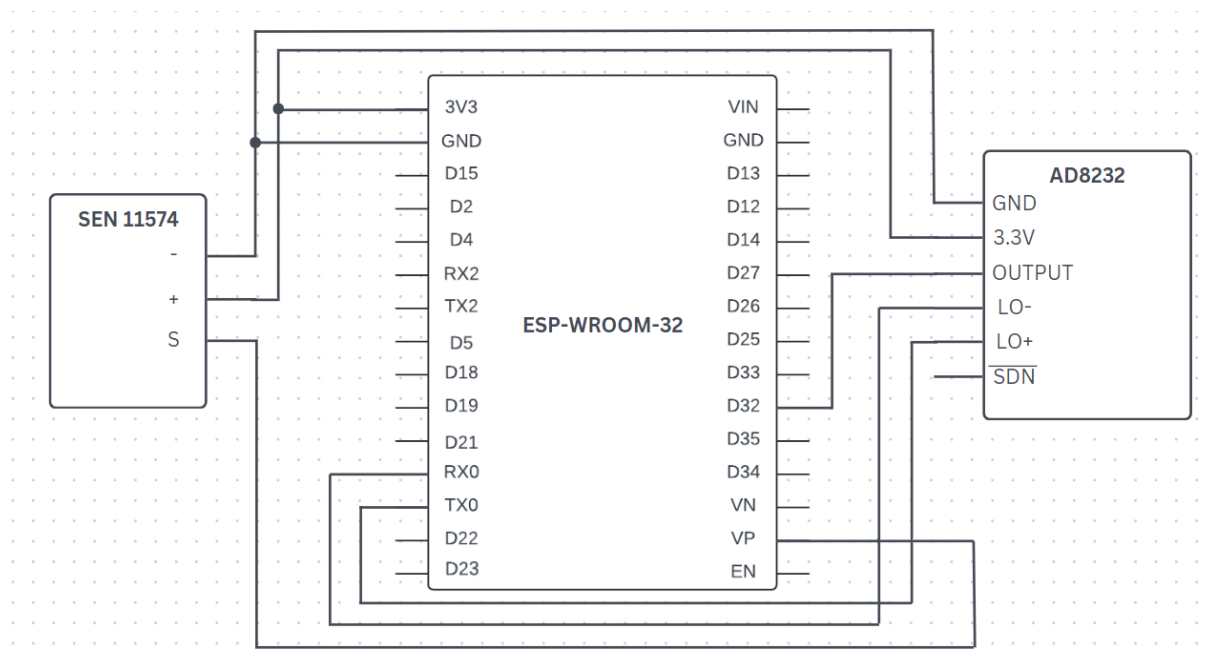 SEN 11574
-
+
S
3V3
GND
D15
D2
D4
RX2
TX2
D5
D18
D19
D21
RX0
TX0
D22
D23
ESP-WROOM-32
VIN
GND
D13
D12
D14
D27
D26
D25
D33
D32
D35
D34
VN
VP
EN
AD8232
GND
3.3V
OUTPUT
LO-
LO+
SDN